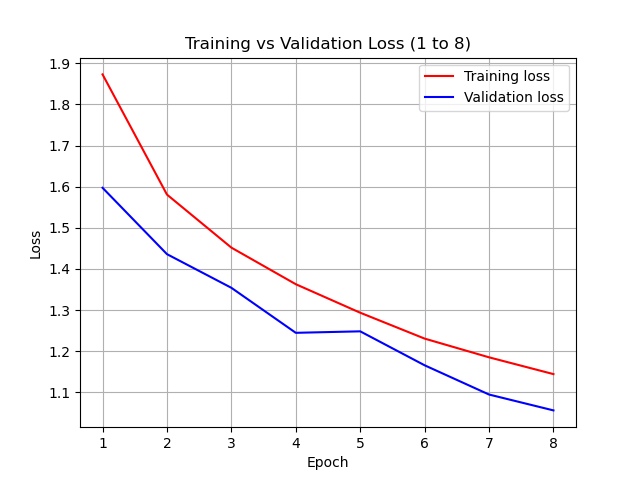 Training vs Validation Loss (1 to 8)
Training loss
Validation loss
Loss
1.9
1.8
1.7
1.6
1.5
1.4
1.3
1.2
1.1
1 2 3 4 5 6 7 8
Epoch